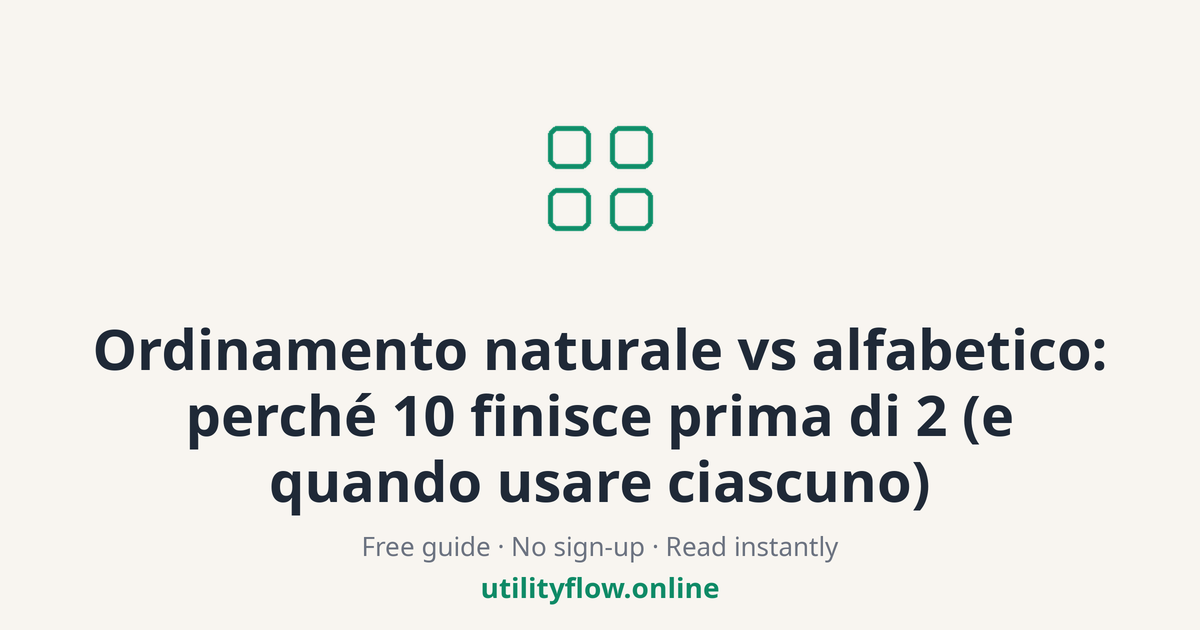 Ordinamento naturale vs alfabetico:
perché 10 finisce prima di 2 (e
quando usare ciascuno)
Free guide · No sign-up · Read instantly
utilityflow.online